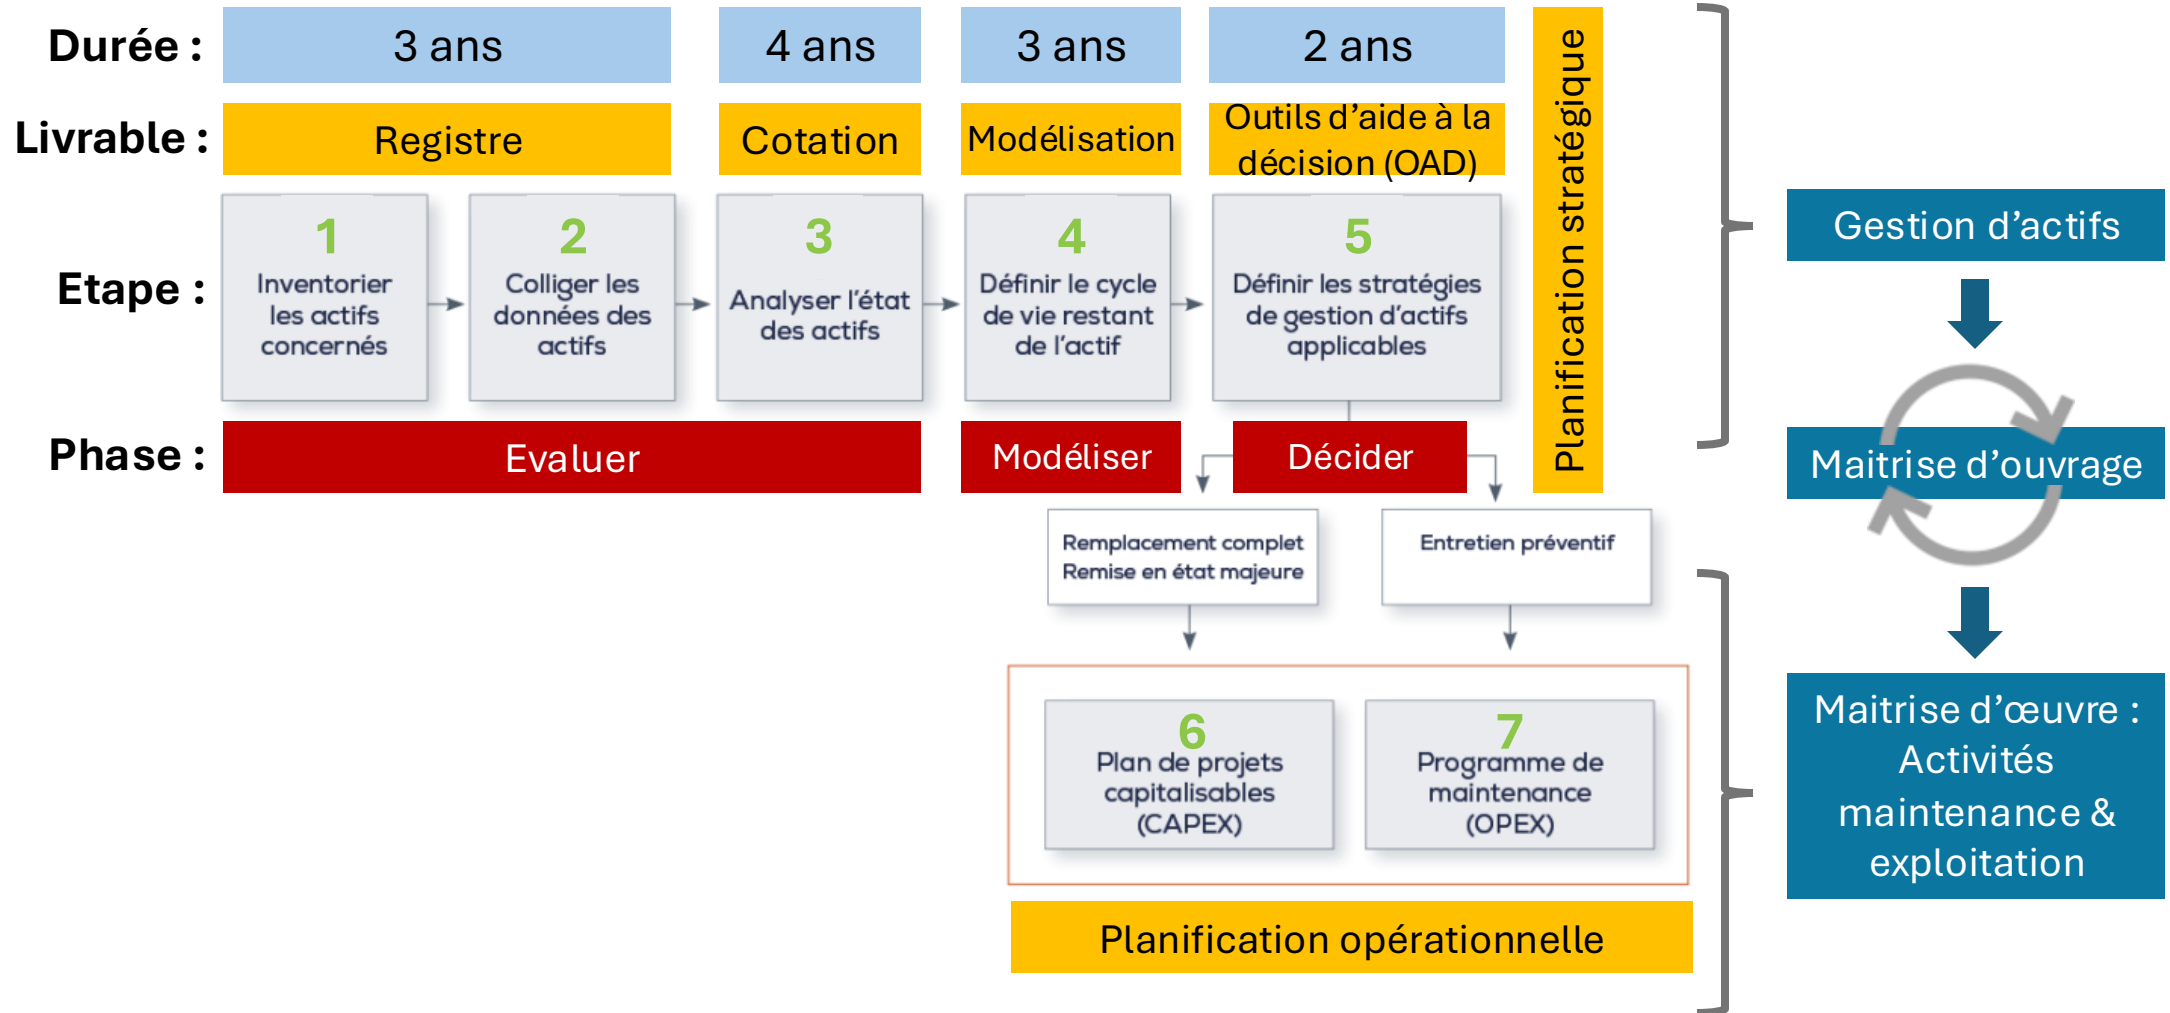 Durée :
3 ans
4 ans
3 ans
2 ans
Livrable :
Registre
Cotation
Modélisation
Outils d'aide à la
décision (OAD)
Planification stratégique
Etape :
1
Inventorier
les actifs
concernés
2
Colliger les
données des
actifs
3
Analyser l'état
des actifs
4
Définir le cycle
de vie restant
de l'actif
5
Définir les stratégies
de gestion d'actifs
applicables
Phase :
Evaluer
Modéliser
Décider
Remplacement complet
Remise en état majeure
Entretien préventif
6
Plan de projets
capitalisables
(CAPEX)
7
Programme de
maintenance
(OPEX)
Planification opérationnelle
Gestion d'actifs
Maitrise d'ouvrage
Maitrise d'œuvre :
Activités
maintenance &
exploitation